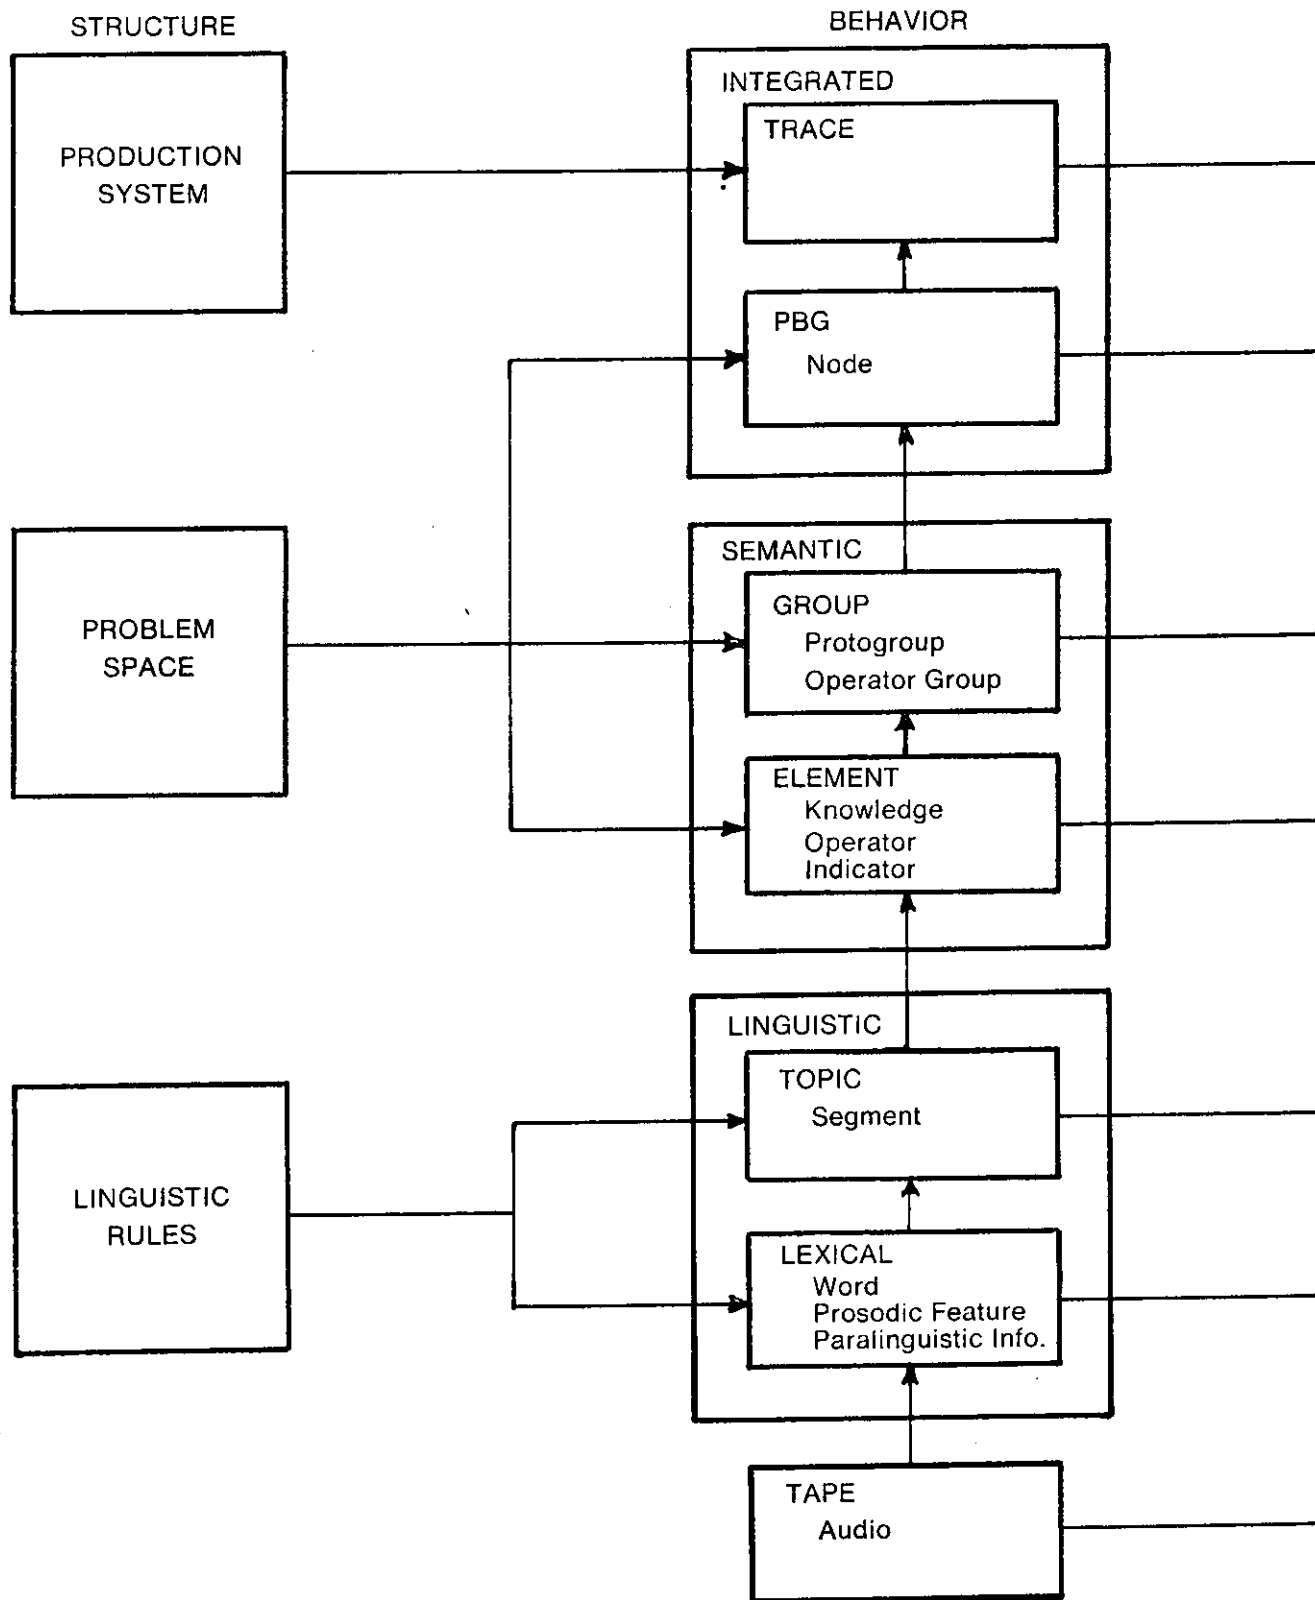 STRUCTURE
BEHAVIOR
PRODUCTION
SYSTEM
INTEGRATED
TRACE
PBG
Node
PROBLEM
SPACE
SEMANTIC
GROUP
Protogroup
Operator Group
ELEMENT
Knowledge
Operator
Indicator
LINGUISTIC
RULES
LINGUISTIC
TOPIC
Segment
LEXICAL
Word
Prosodic Feature
Paralinguistic Info.
TAPE
Audio